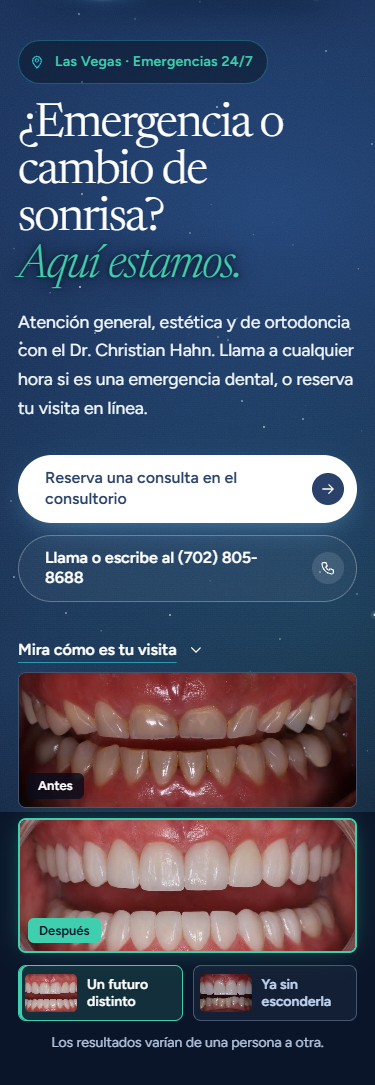 Las Vegas · Emergencias 24/7
¿Emergencia o
cambio de
sonrisa?
Aquí estamos.
Atención general, estética y de ortodoncia
con el Dr. Christian Hahn. Llama a cualquier
hora si es una emergencia dental, o reserva
tu visita en línea.
Reserva una consulta en el
consultorio
Llama o escribe al (702) 805-
8688
Mira cómo es tu visita
Antes
Después
Un futuro
distinto
Ya sin
esconderla
Los resultados varían de una persona a otra.